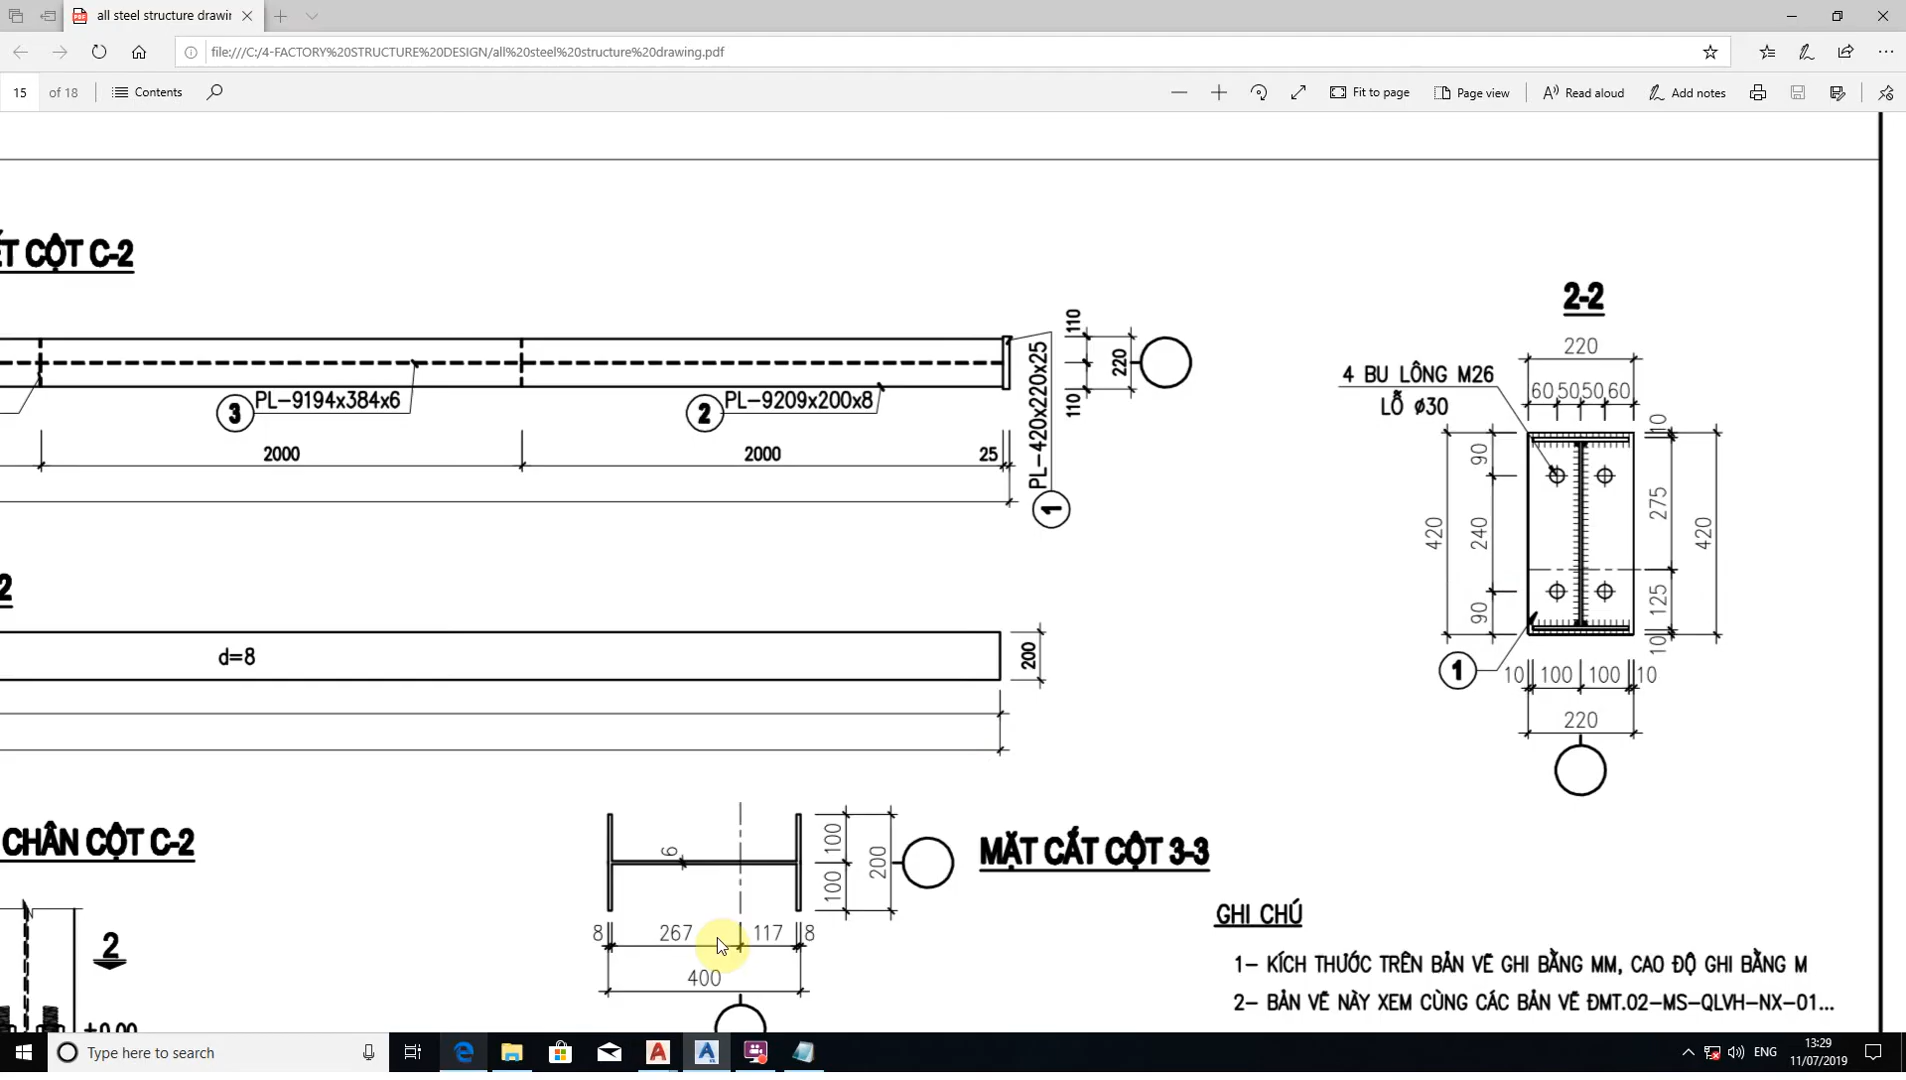 all steel structure drawin
file:///C:/4-FACTORY%20STRUCTURE%20DESIGN/all%20steel%20structure%20drawing.pdf
15 of 18 Contents Fit to page Page view Read aloud Add notes
ẾT CỘT C-2
2-2
220
4 BU LÔNG M26
LỖ ø30
60 50 50 60
10
90
240
90
420
275
125
10
420
1
10 100 100 10
220
110
220
110
PL-420x220x25
1
3 PL-9194x384x6
2 PL-9209x200x8
2000 2000 25
2
d=8
200
CHÂN CỘT C-2
2
±0.00
6
100
100
200
MẶT CẮT CỘT 3-3
8 267 117 8
400
GHI CHÚ
1- KÍCH THƯỚC TRÊN BẢN VẼ GHI BẰNG MM, CAO ĐỘ GHI BẰNG M
2- BẢN VẼ NÀY XEM CÙNG CÁC BẢN VẼ ĐMT.02-MS-QLVH-NX-01...
Type here to search
ENG
13:29
11/07/2019